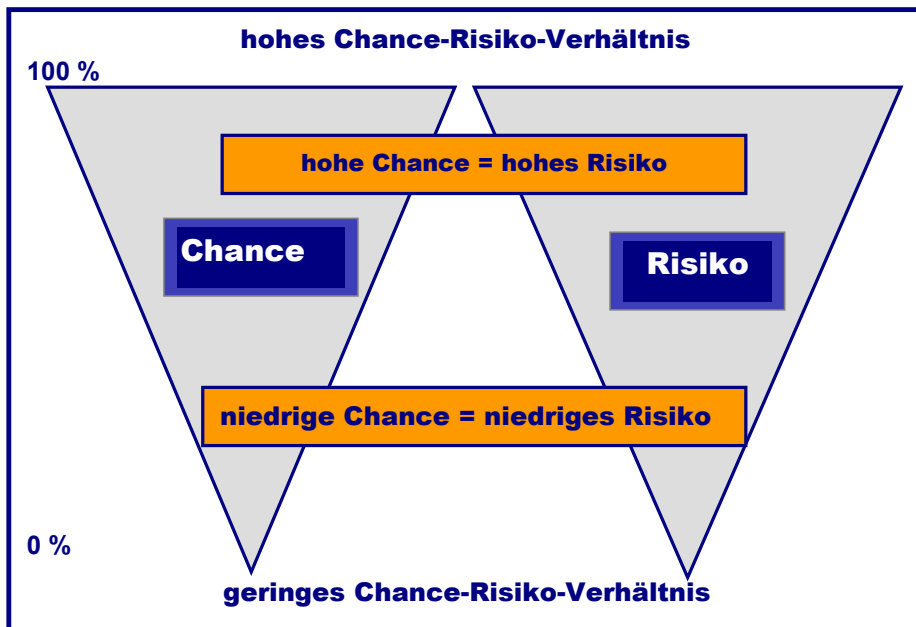 hohes Chance-Risiko-Verhältnis
100 %
hohe Chance = hohes Risiko
Chance
Risiko
niedrige Chance = niedriges Risiko
0 %
geringes Chance-Risiko-Verhältnis